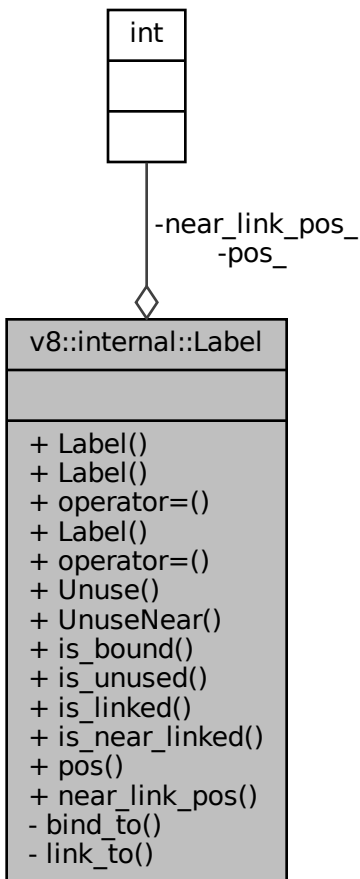 int
-near_link_pos_
-pos_
v8::internal::Label
+ Label()
+ Label()
+ operator=()
+ Label()
+ operator=()
+ Unuse()
+ UnuseNear()
+ is_bound()
+ is_unused()
+ is_linked()
+ is_near_linked()
+ pos()
+ near_link_pos()
- bind_to()
- link_to()